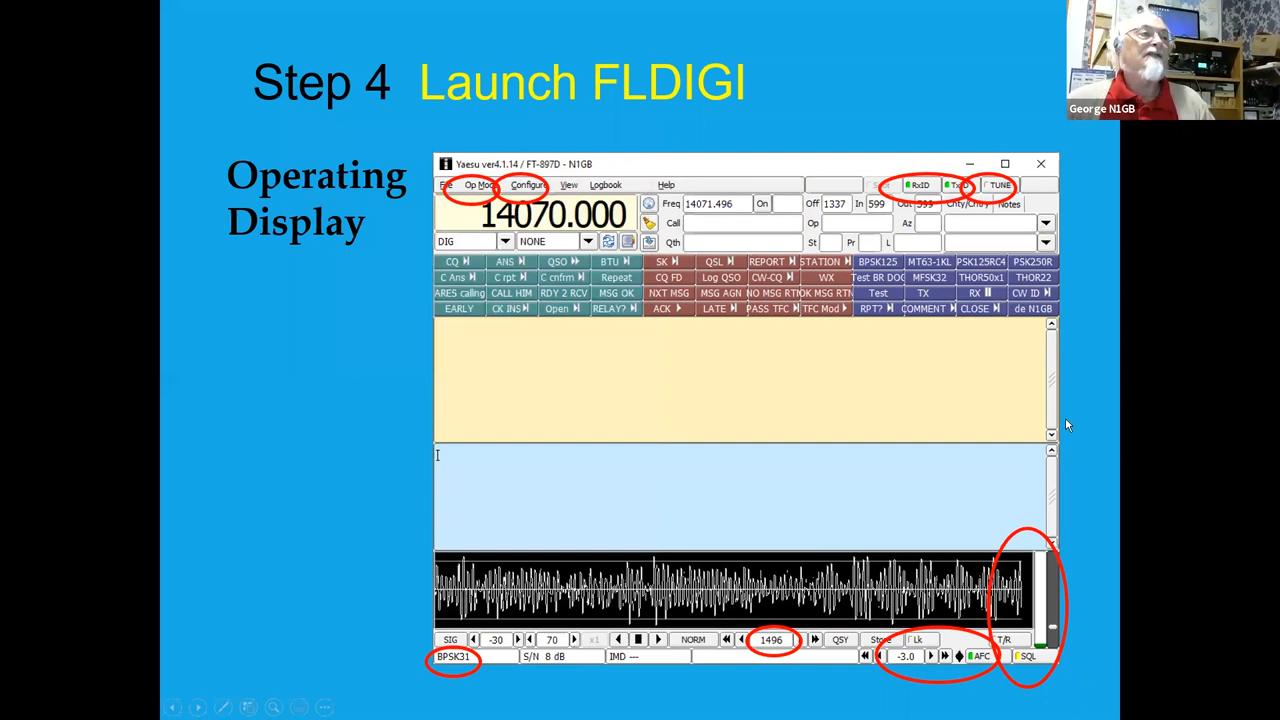 Step 4 Launch FLDIGI
George N1GB
Operating
Display
Yaesu ver4.1.14 / FT-897D - N1GB
File Op Mode Configure View Logbook Help RxID TxID TUNE
14070.000
Freq 14071.496 On Off 1337 In 599 Out 599 Cnty/Cntry Notes
Call Op Az
DIG NONE Qth St Pr L
CQ ANS QSO BTU SK QSL REPORT STATION BPSK125 MT63-1KL PSK125RC4 PSK250R
C Ans C rpt C cnfrm Repeat CQ FD Log QSO CW-CQ WX Test BR DOG MFSK32 THOR50x1 THOR22
ARES calling CALL HIM RDY 2 RCV MSG OK NXT MSG MSG AGN NO MSG RTN OK MSG RTN Test TX RX CW ID
EARLY CK INS Open RELAY? ACK LATE PASS TFC TFC Mod RPT? COMMENT CLOSE de N1GB
SIG -30 70 x1 NORM 1496 QSY Store Lk T/R
BPSK31 S/N 8 dB IMD --- -3.0 AFC SQL